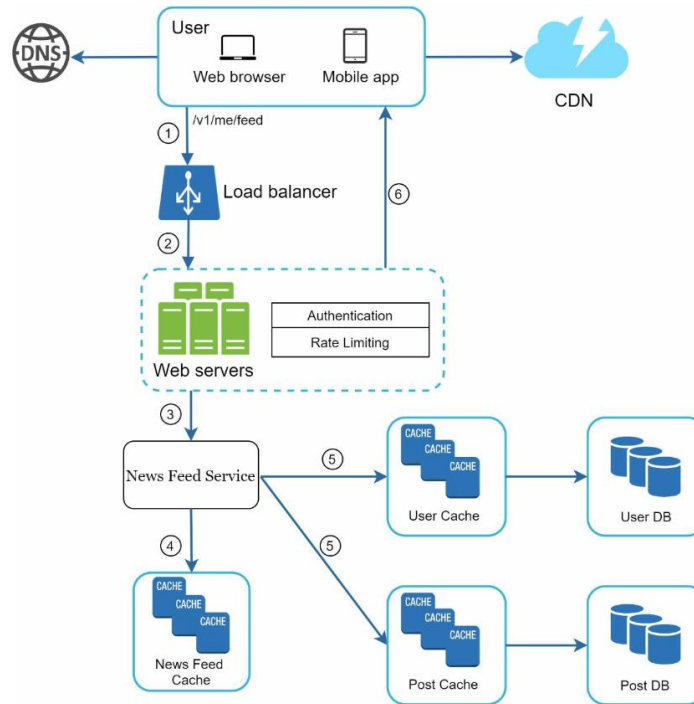 User
DNS
Web browser
Mobile app
CDN
/v1/me/feed
1
Load balancer
6
2
Authentication
Rate Limiting
Web servers
3
News Feed Service
5
CACHE
CACHE
CACHE
User Cache
User DB
4
5
CACHE
CACHE
CACHE
News Feed
Cache
CACHE
CACHE
CACHE
Post Cache
Post DB